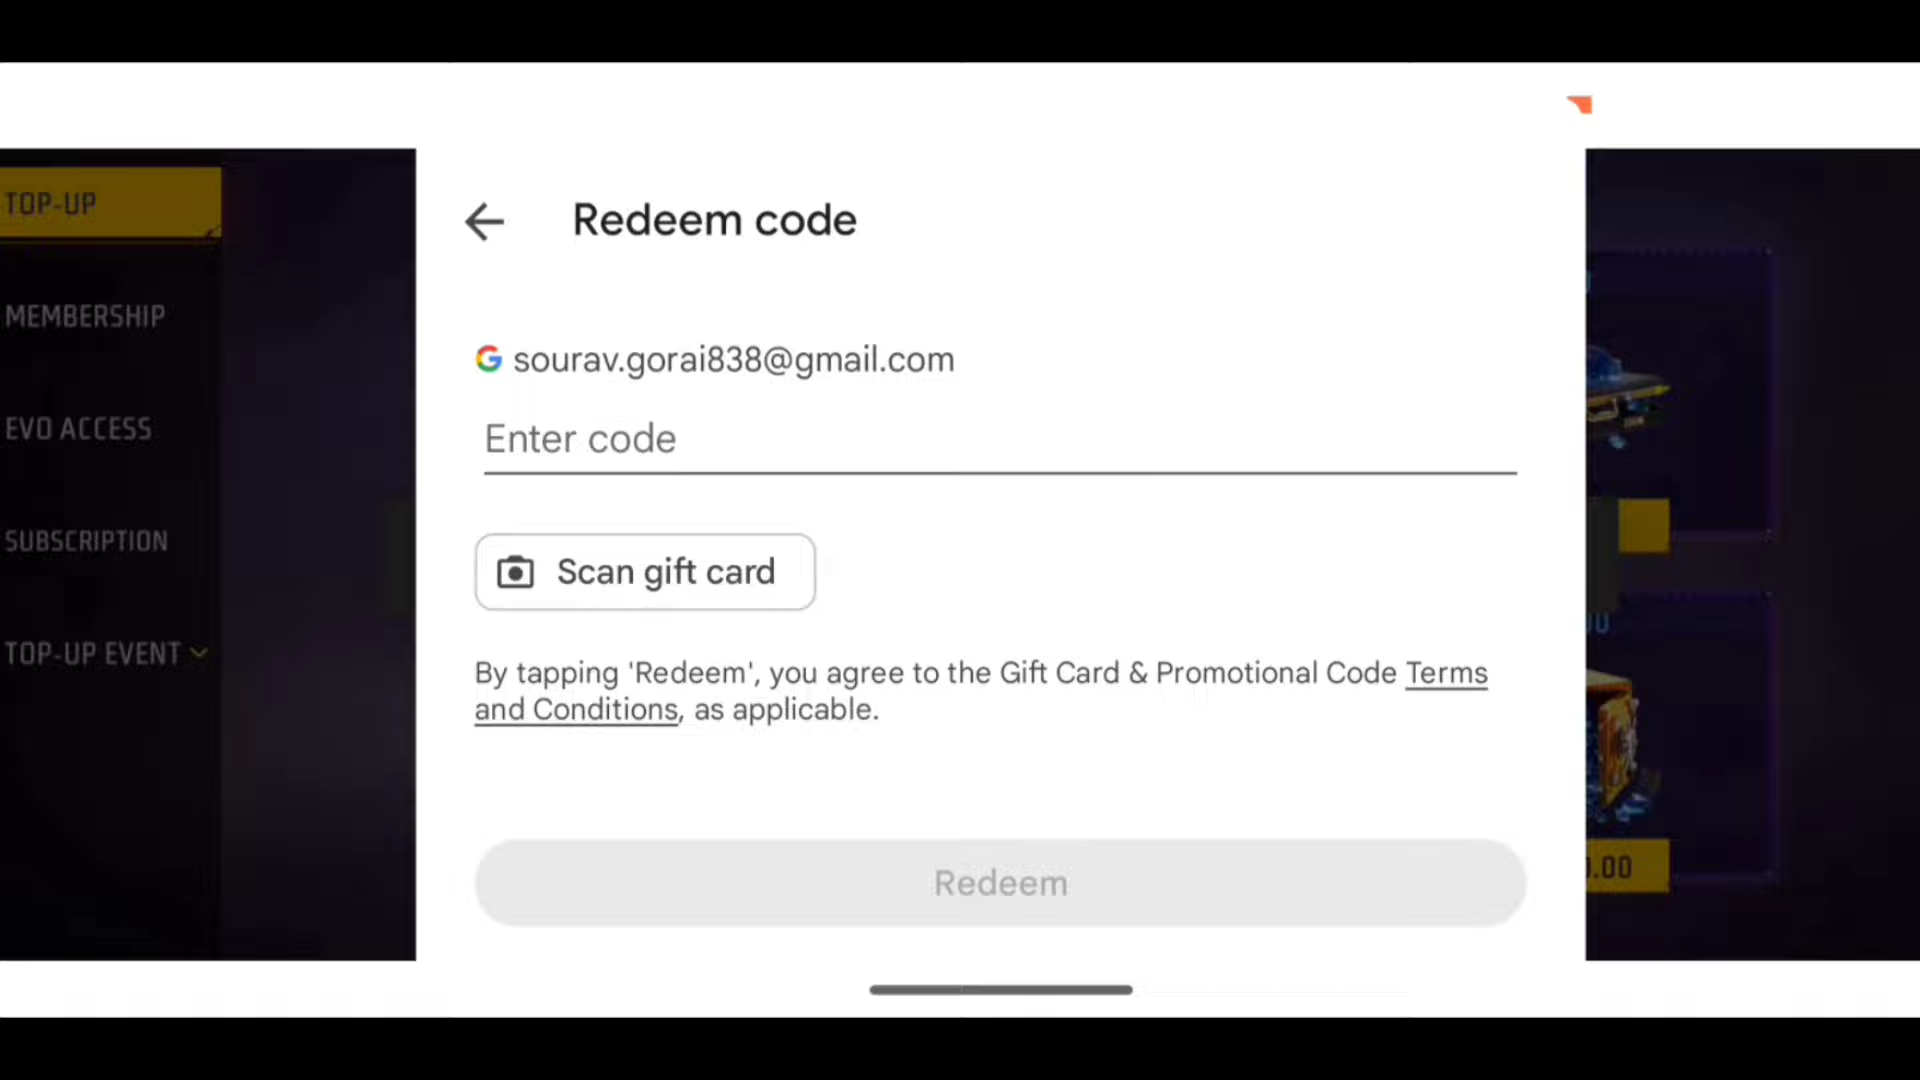 TOP-UP
MEMBERSHIP
EVO ACCESS
SUBSCRIPTION
TOP-UP EVENT
Redeem code
sourav.gorai838@gmail.com
Enter code
Scan gift card
By tapping 'Redeem', you agree to the Gift Card & Promotional Code Terms
and Conditions, as applicable.
Redeem
.00